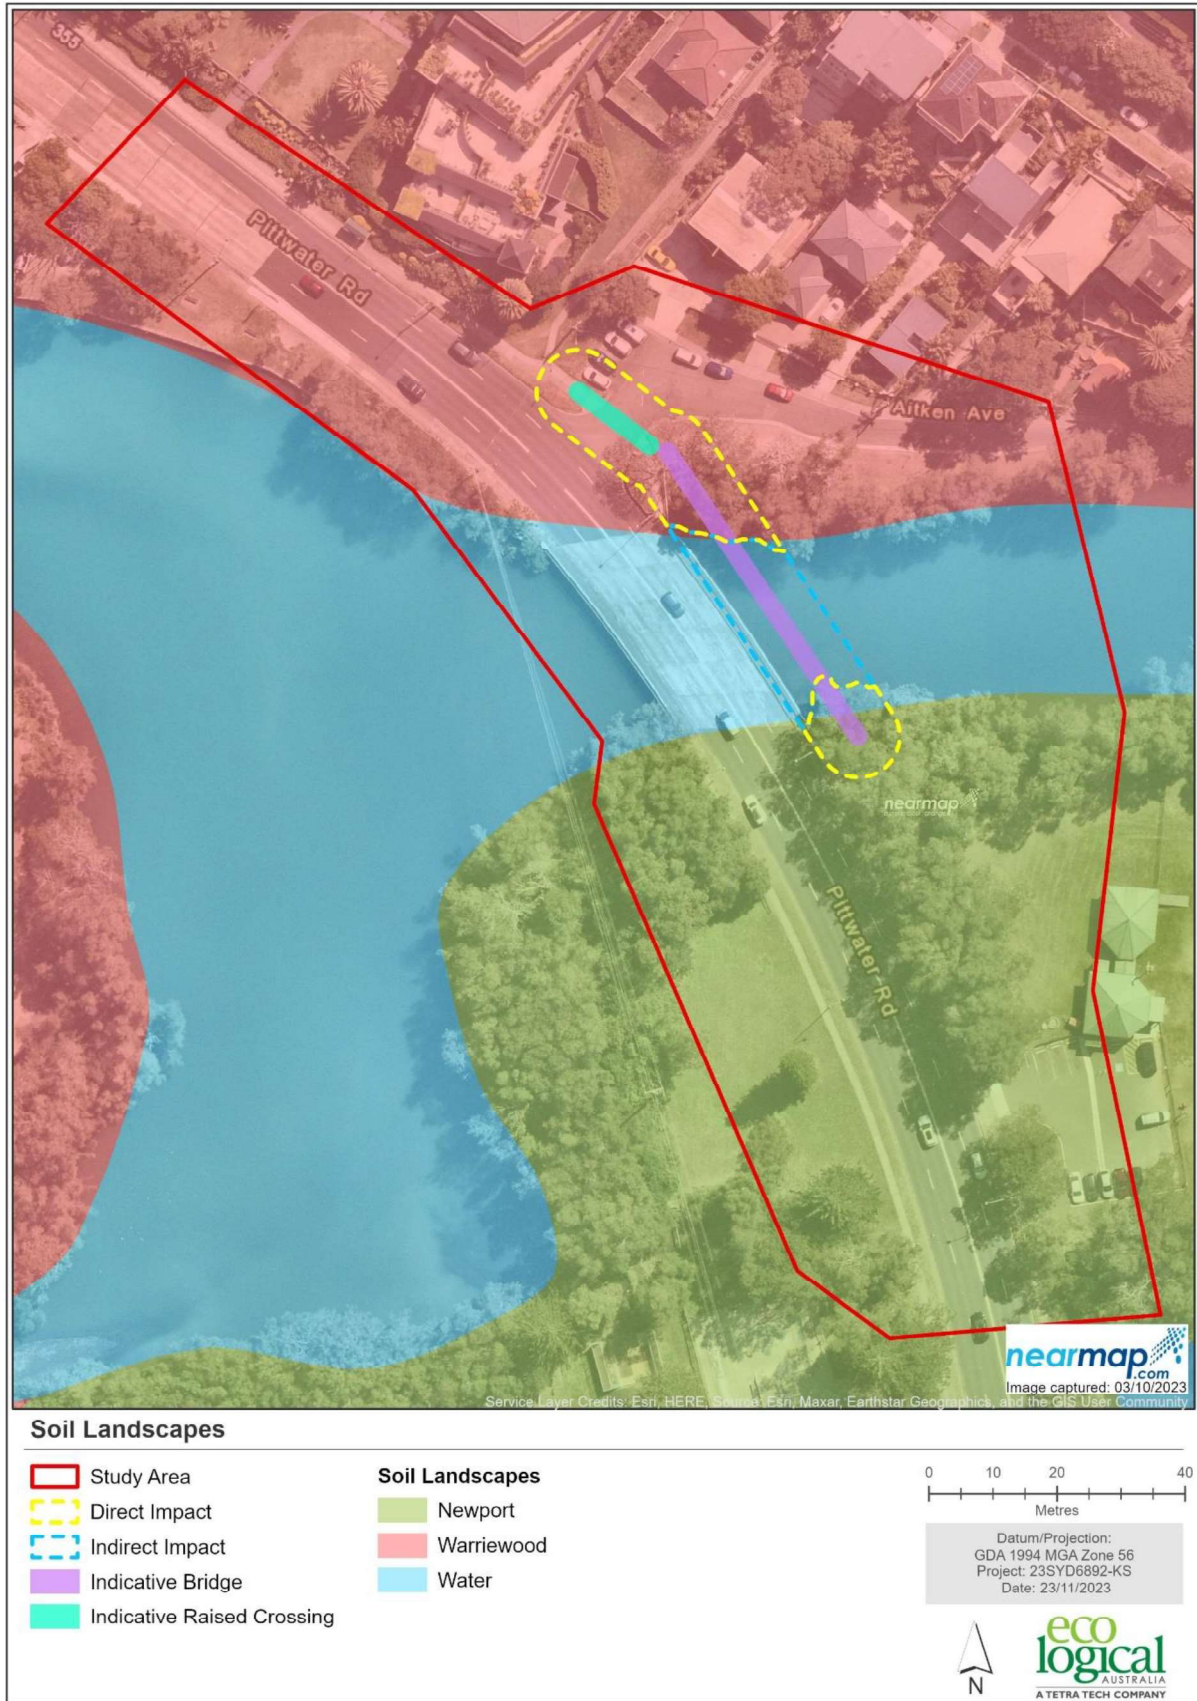 355
Pittwater Rd
Aitken Ave
nearmap
Pittwater Rd
nearmap
.com
Image captured: 03/10/2023
Service Layer Credits: Esri, HERE, Source: Esri, Maxar, Earthstar Geographics, and the GIS User Community
Soil Landscapes
Study Area
Direct Impact
Indirect Impact
Indicative Bridge
Indicative Raised Crossing
Soil Landscapes
Newport
Warriewood
Water
0 10 20 40
Metres
Datum/Projection:
GDA 1994 MGA Zone 56
Project: 23SYD6892-KS
Date: 23/11/2023
N
eco
logical
AUSTRALIA
A TETRA TECH COMPANY